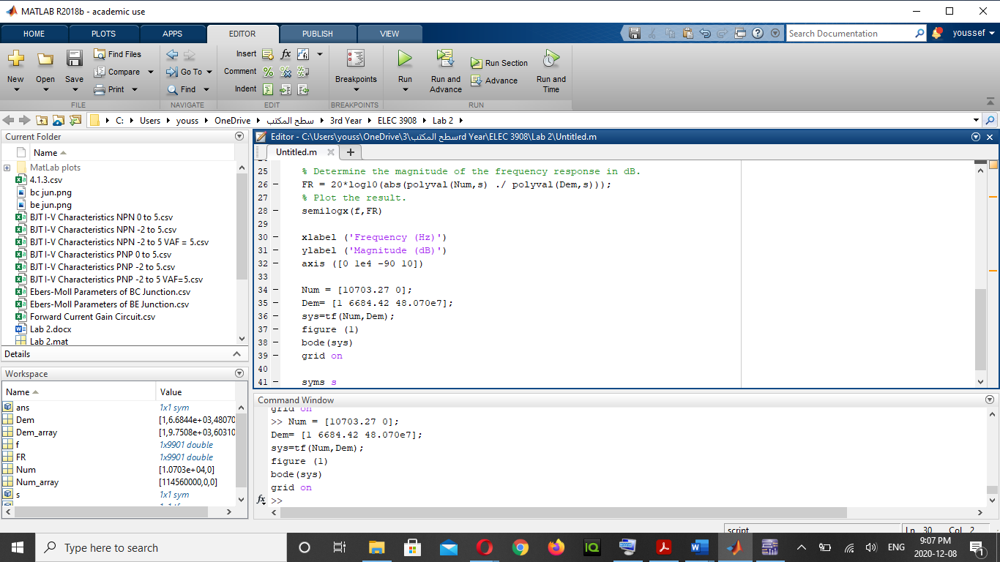 MATLAB R2018b - academic use
HOME PLOTS APPS EDITOR PUBLISH VIEW
Search Documentation
youssef
New
Open
Save
Find Files
Compare
Print
FILE
Go To
Find
NAVIGATE
Insert
Comment
Indent
EDIT
Breakpoints
BREAKPOINTS
Run
Run and Advance
Run Section
Advance
Run and Time
RUN
C: Users youss OneDrive سطح المكتب 3rd Year ELEC 3908 Lab 2
Current Folder
Name
MatLab plots
4.1.3.csv
bc jun.png
be jun.png
BJT I-V Characteristics NPN 0 to 5.csv
BJT I-V Characteristics NPN -2 to 5.csv
BJT I-V Characteristics NPN -2 to 5 VAF = 5.csv
BJT I-V Characteristics PNP 0 to 5.csv
BJT I-V Characteristics PNP -2 to 5.csv
BJT I-V Characteristics PNP -2 to 5 VAF=5.csv
Ebers-Moll Parameters of BC Junction.csv
Ebers-Moll Parameters of BE Junction.csv
Forward Current Gain Circuit.csv
Lab 2.docx
Lab 2.mat
Details
Workspace
Name Value
ans 1x1 sym
Dem [1,6.6844e+03,48070
Dem_array [1,9.7508e+03,60310
f 1x9901 double
FR 1x9901 double
Num [1.0703e+04,0]
Num_array [114560000,0,0]
s 1x1 sym
Editor - C:\Users\youss\OneDrive\3\سطح المكتبrd Year\ELEC 3908\Lab 2\Untitled.m
Untitled.m
25 % Determine the magnitude of the frequency response in dB.
26 – FR = 20*log10(abs(polyval(Num,s) ./ polyval(Dem,s)));
27 % Plot the result.
28 – semilogx(f,FR)
29
30 – xlabel ('Frequency (Hz)')
31 – ylabel ('Magnitude (dB)')
32 – axis ([0 1e4 -90 10])
33
34 – Num = [10703.27 0];
35 – Dem= [1 6684.42 48.070e7];
36 – sys=tf(Num,Dem);
37 – figure (1)
38 – bode(sys)
39 – grid on
40
41 – syms s
Command Window
grid on
>> Num = [10703.27 0];
Dem= [1 6684.42 48.070e7];
sys=tf(Num,Dem);
figure (1)
bode(sys)
grid on
fx >>
script Ln 30 Col 2
Type here to search
IQ
ENG
9:07 PM
2020-12-08
1